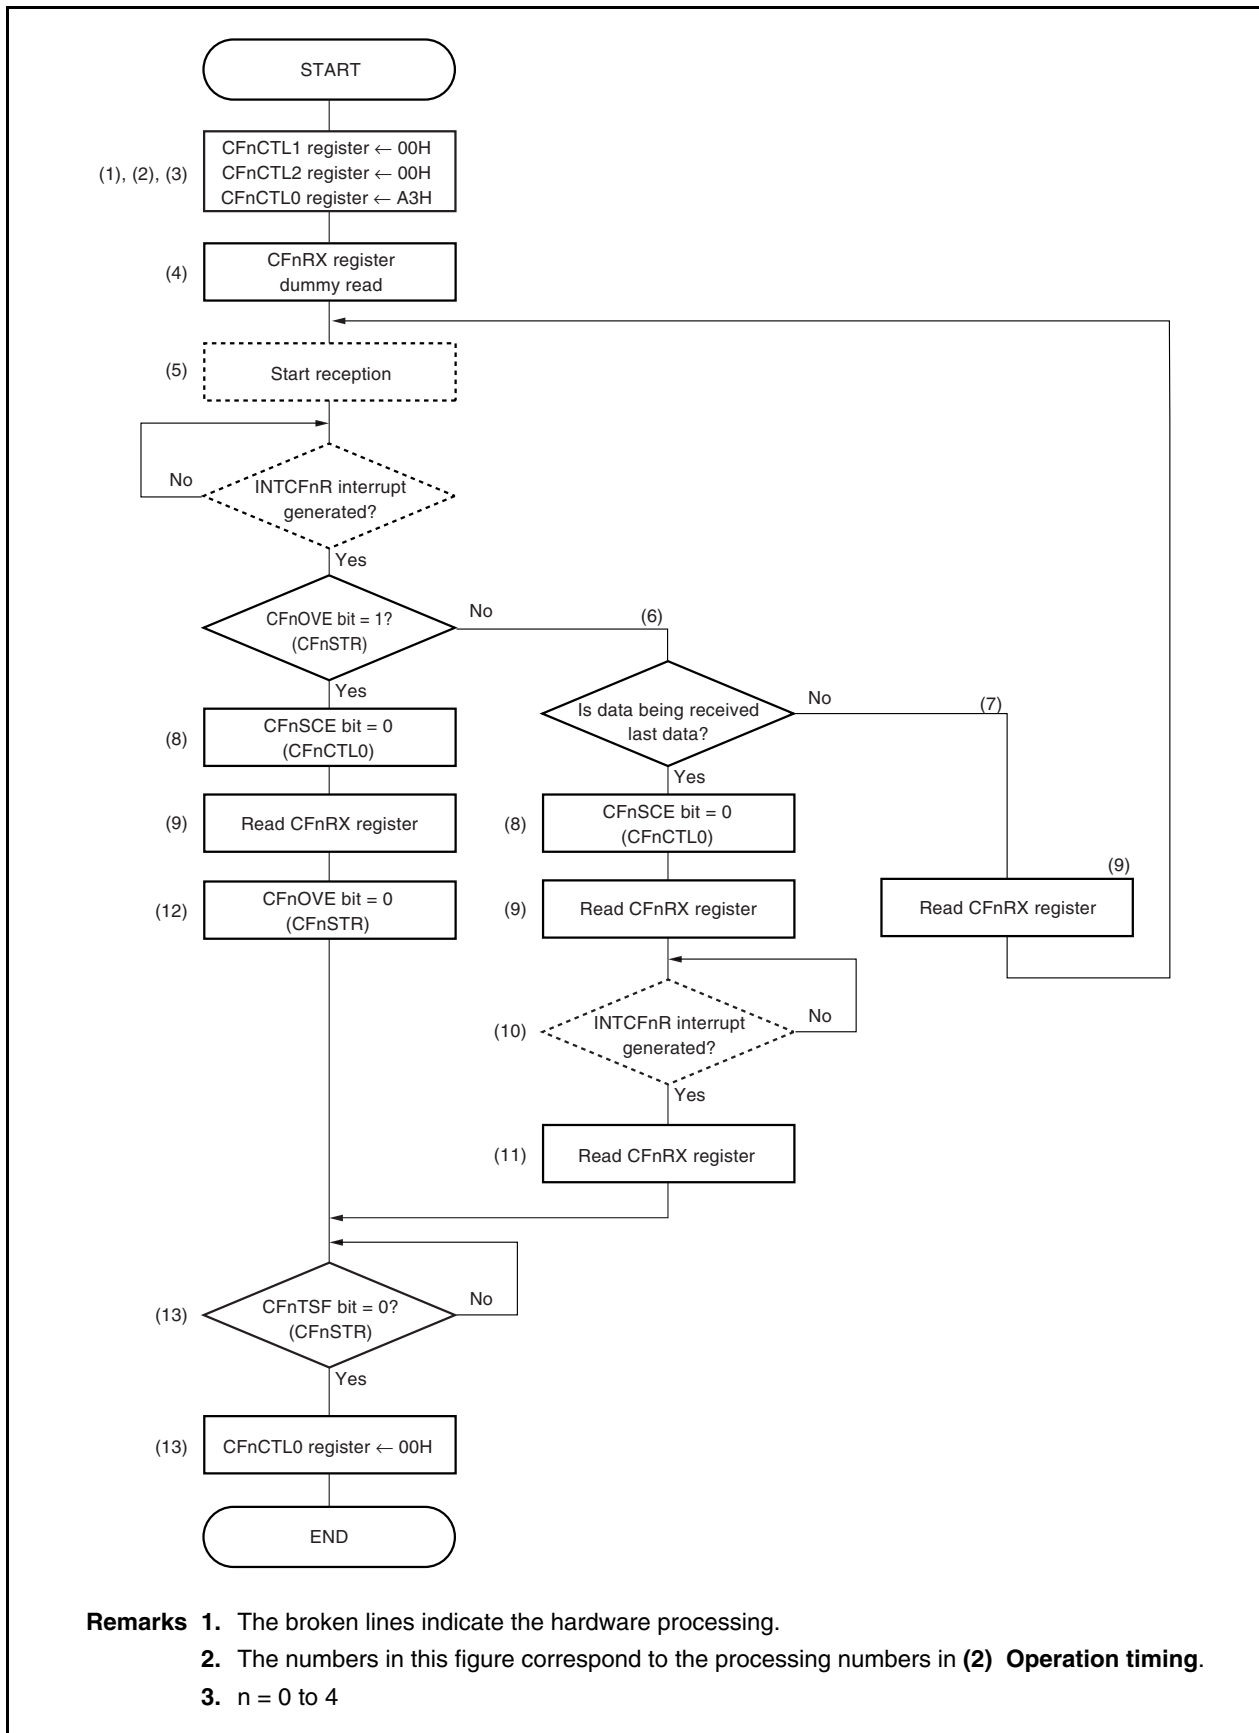 START
(1), (2), (3)
CFnCTL1 register ← 00H
CFnCTL2 register ← 00H
CFnCTL0 register ← A3H
(4)
CFnRX register
dummy read
(5)
Start reception
No
INTCFnR interrupt
generated?
Yes
CFnOVE bit = 1?
(CFnSTR)
No
(6)
Yes
Is data being received
last data?
No
(7)
Yes
(8)
CFnSCE bit = 0
(CFnCTL0)
(8)
CFnSCE bit = 0
(CFnCTL0)
(9)
Read CFnRX register
(9)
Read CFnRX register
(9)
Read CFnRX register
(12)
CFnOVE bit = 0
(CFnSTR)
(10)
INTCFnR interrupt
generated?
No
Yes
(11)
Read CFnRX register
(13)
CFnTSF bit = 0?
(CFnSTR)
No
Yes
(13)
CFnCTL0 register ← 00H
END
Remarks 1. The broken lines indicate the hardware processing.
2. The numbers in this figure correspond to the processing numbers in (2) Operation timing.
3. n = 0 to 4